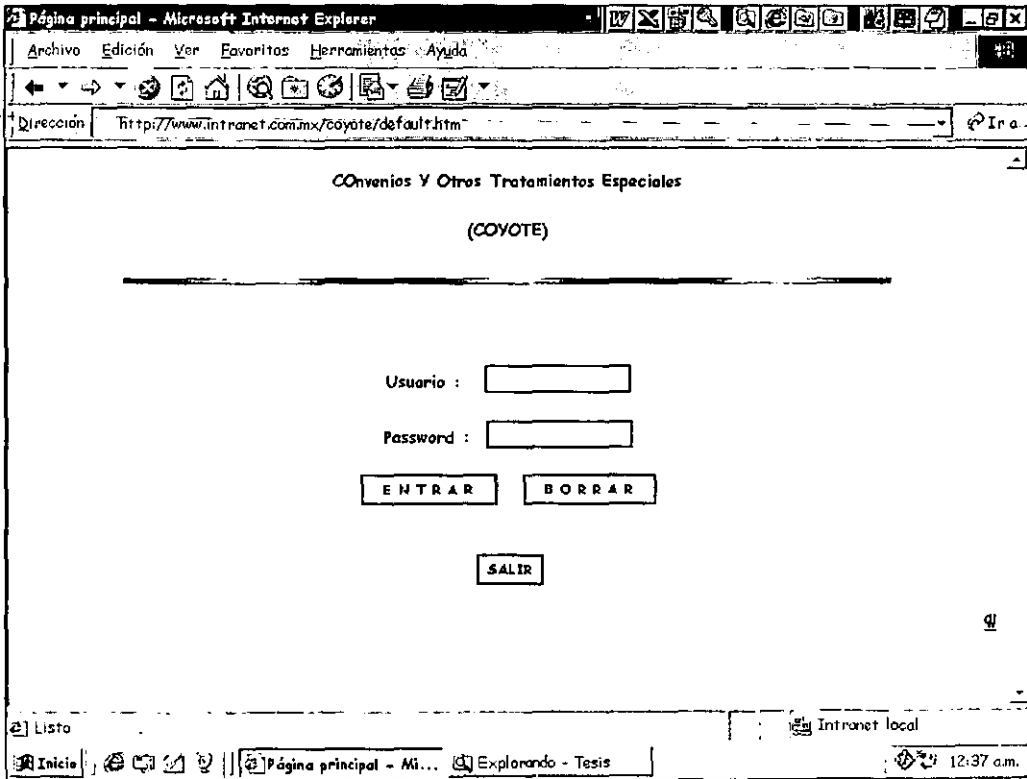 Página principal - Microsoft Internet Explorer
Archivo Edición Ver Favoritos Herramientas Ayuda
Dirección http://www.intranet.com.mx/coyote/default.htm Ir a
COnvenios Y Otros Tratamientos Especiales
(COYOTE)
Usuario :
Password :
ENTRAR BORRAR
SALIR
Listo Intranet local
Inicio Página principal - Mi... Explorando - Tesis 12:37 a.m.